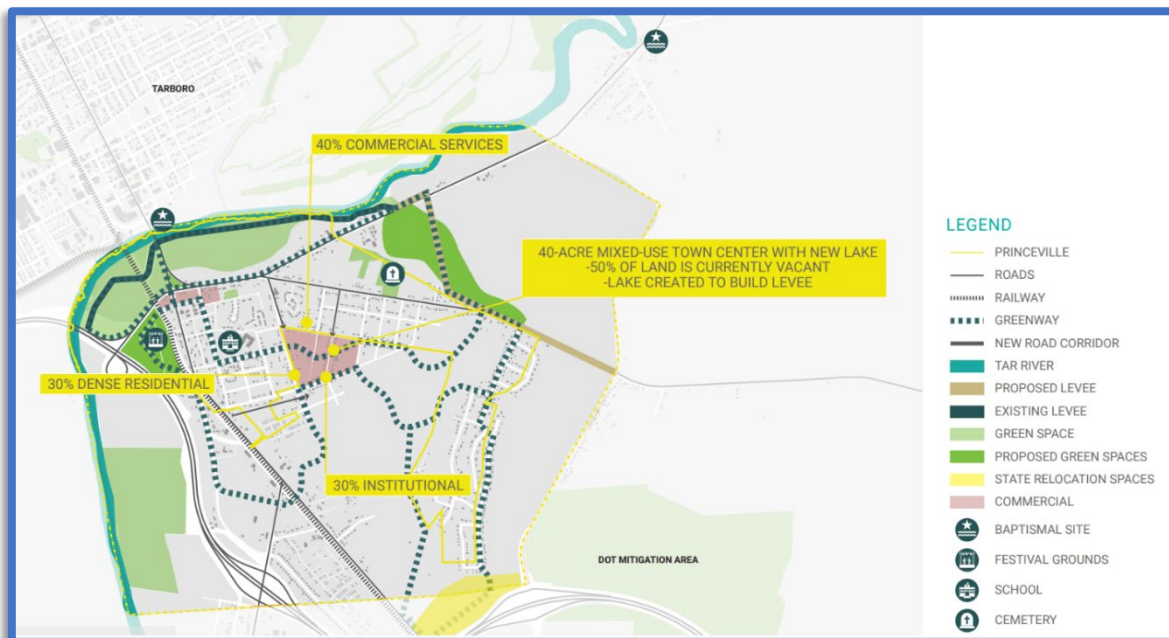 TARBORO
40% COMMERCIAL SERVICES
40-ACRE MIXED-USE TOWN CENTER WITH NEW LAKE
-50% OF LAND IS CURRENTLY VACANT
-LAKE CREATED TO BUILD LEVEE
30% DENSE RESIDENTIAL
30% INSTITUTIONAL
DOT MITIGATION AREA
LEGEND
PRINCEVILLE
ROADS
RAILWAY
GREENWAY
NEW ROAD CORRIDOR
TAR RIVER
PROPOSED LEVEE
EXISTING LEVEE
GREEN SPACE
PROPOSED GREEN SPACES
STATE RELOCATION SPACES
COMMERCIAL
BAPTISMAL SITE
FESTIVAL GROUNDS
SCHOOL
CEMETERY